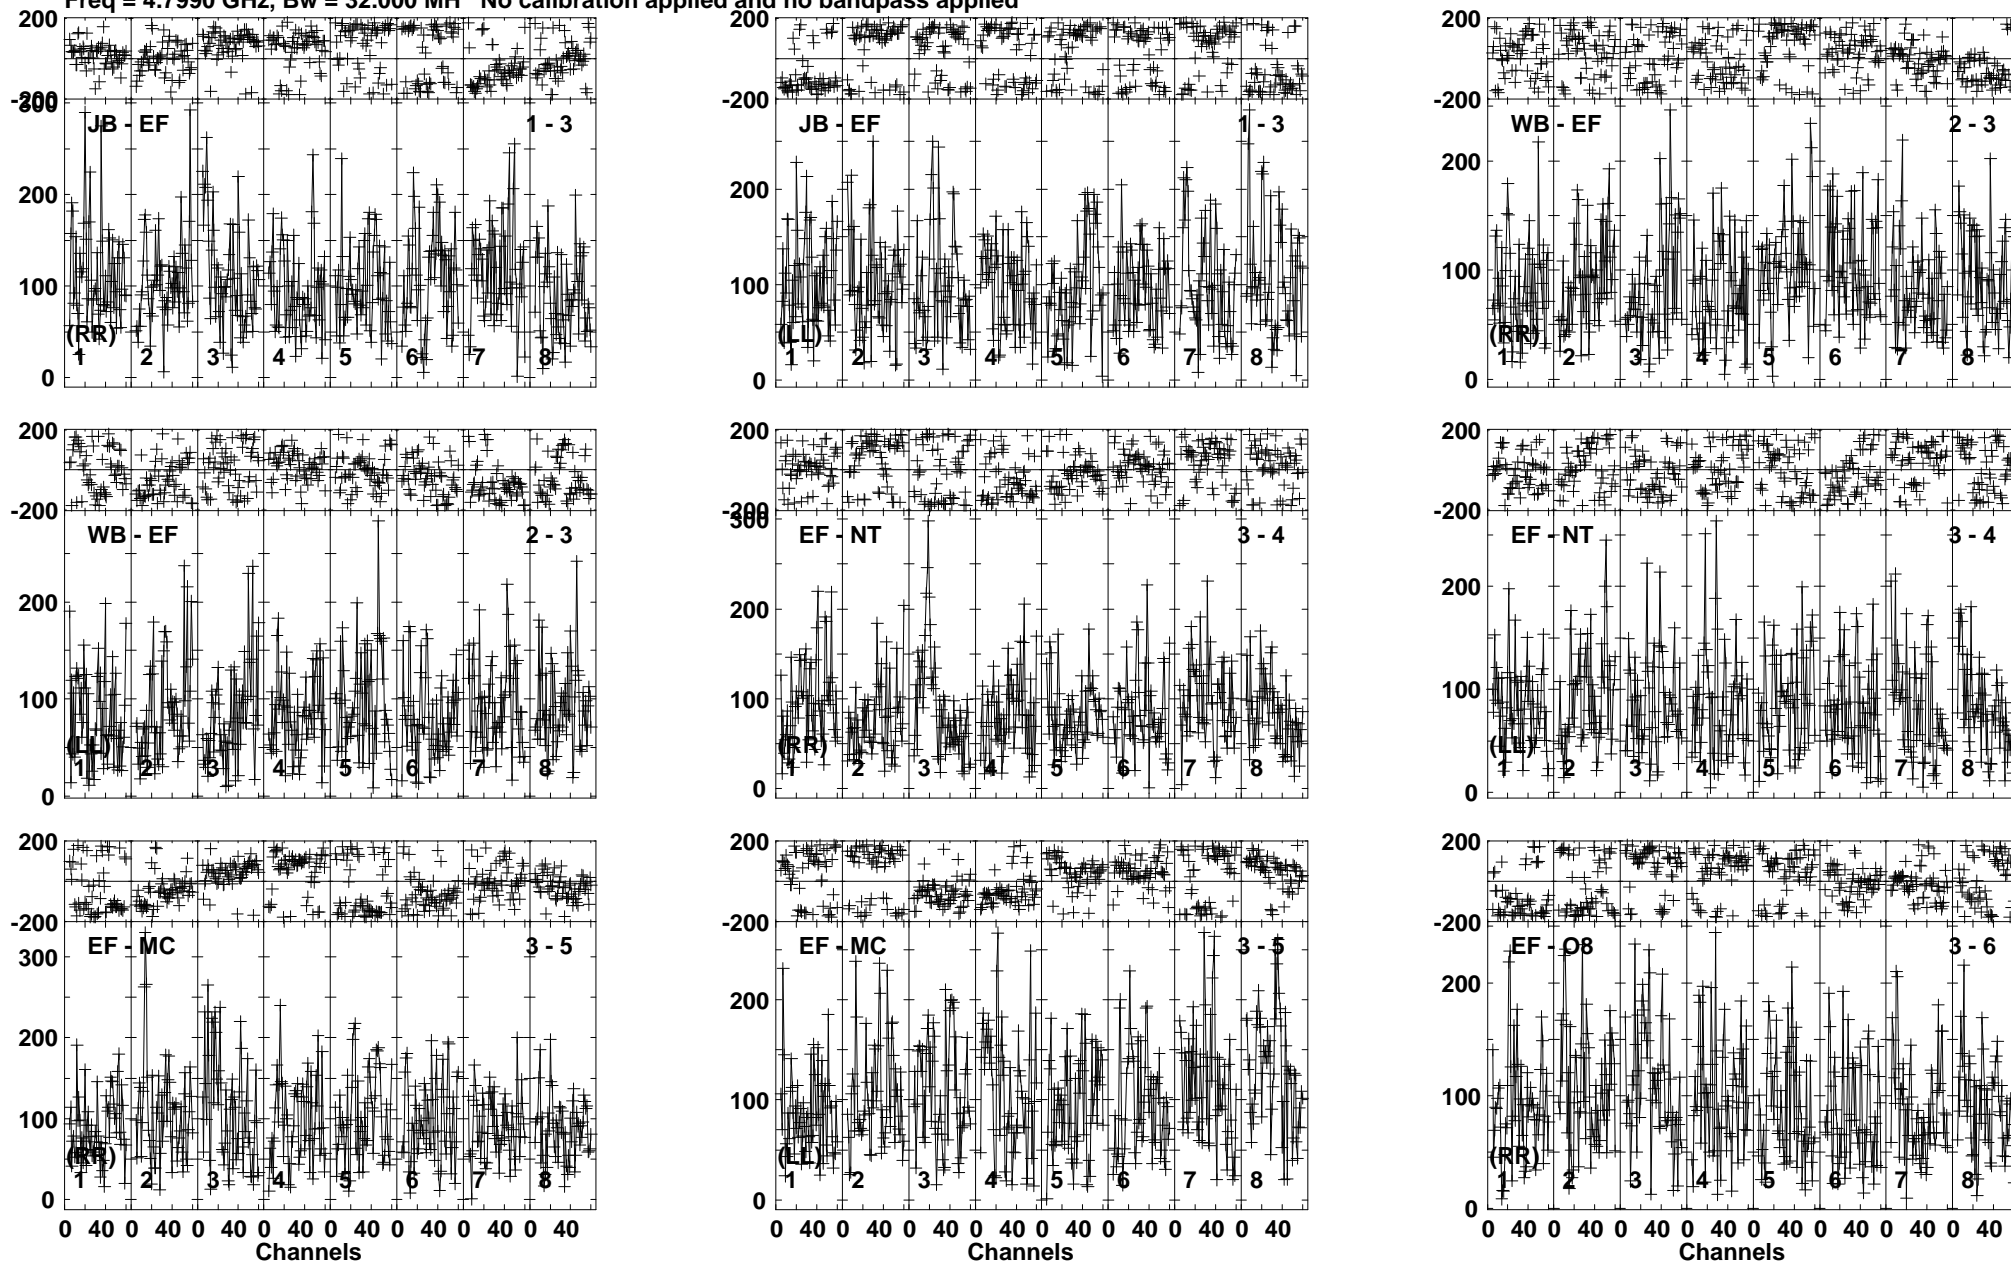 Freq = 4.7990 GHz, Bw = 32.000 MH No calibration applied and no bandpass applied
200 200 200
-200 -200 -200
300
JB - EF 1 - 3 JB - EF 1 - 3 WB - EF 2 - 3
200 200 200
100 100 100
(RR) (LL) (RR)
1 2 3 4 5 6 7 8 1 2 3 4 5 6 7 8 1 2 3 4 5 6 7 8
0 0 0
200 200 200
-200 -200 -200
300
WB - EF 2 - 3 EF - NT 3 - 4 EF - NT 3 - 4
200 200 200
100 100 100
(LL) (RR) (LL)
1 2 3 4 5 6 7 8 1 2 3 4 5 6 7 8 1 2 3 4 5 6 7 8
0 0 0
200 200 200
-200 -200 -200
EF - MC 3 - 5 EF - MC 3 - 5 EF - O8 3 - 6
300
200 200 200
100 100 100
(RR) (LL) (RR)
1 2 3 4 5 6 7 8 1 2 3 4 5 6 7 8 1 2 3 4 5 6 7 8
0 0 0
0 40 0 40 0 40 0 40 0 40 0 40 0 40 0 40 0 40 0 40 0 40 0 40 0 40 0 40 0 40 0 40 0 40 0 40 0 40 0 40 0 40 0 40 0 40 0 40
Channels Channels